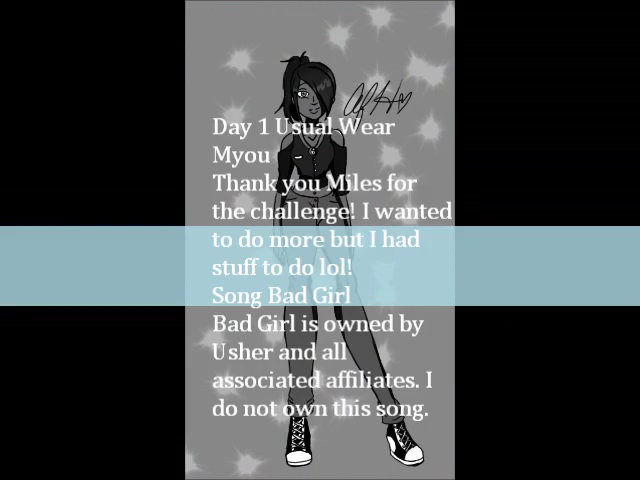 Day 1 Usual Wear
Myou
Thank you Miles for
the challenge! I wanted
to do more but I had
stuff to do lol!
Song Bad Girl
Bad Girl is owned by
Usher and all
associated affiliates. I
do not own this song.